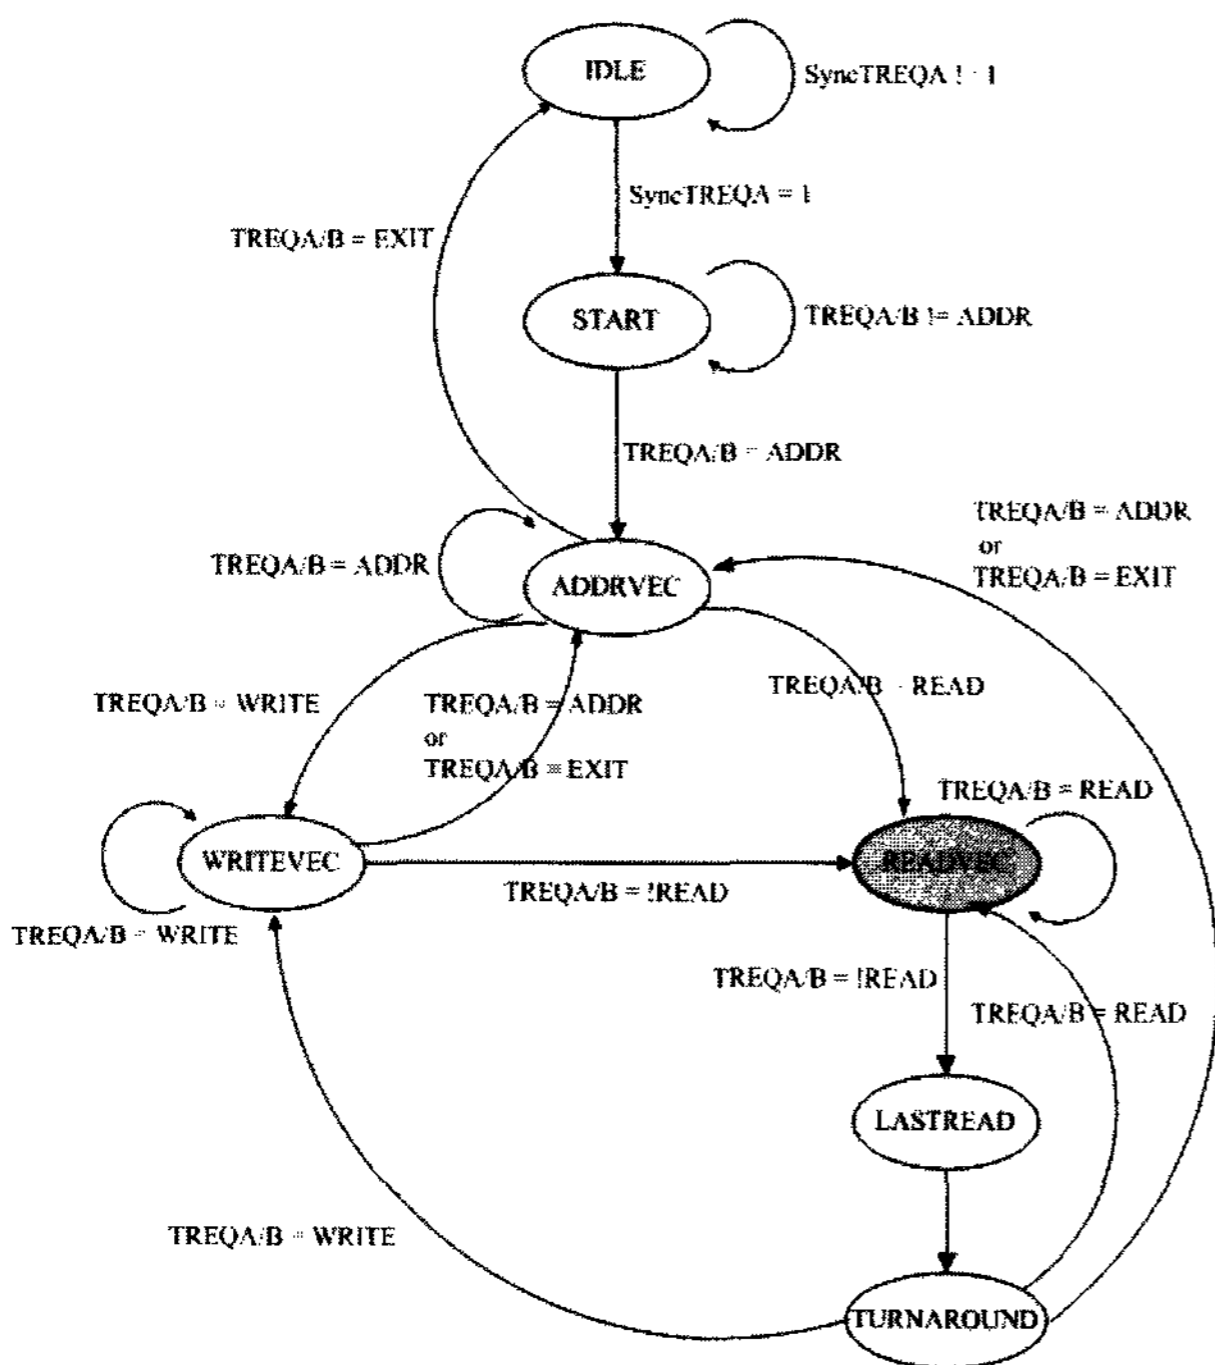 IDLE
SyncTREQA ! = 1
SyncTREQA = 1
TREQA/B = EXIT
START
TREQA/B != ADDR
TREQA/B = ADDR
TREQA/B = ADDR
or
TREQA/B = EXIT
TREQA/B = ADDR
ADDRVEC
TREQA/B = WRITE
TREQA/B = ADDR
or
TREQA/B = EXIT
TREQA/B = READ
TREQA/B = READ
WRITEVEC
READVEC
TREQA/B = !READ
TREQA/B = WRITE
TREQA/B = !READ
TREQA/B = READ
LASTREAD
TREQA/B = WRITE
TURNAROUND